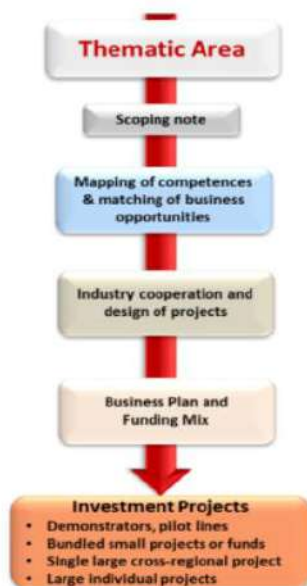 Thematic Area
Scoping note
Mapping of competences
& matching of business
opportunities
Industry cooperation and
design of projects
Business Plan and
Funding Mix
Investment Projects
• Demonstrators, pilot lines
• Bundled small projects or funds
• Single large cross-regional project
• Large individual projects